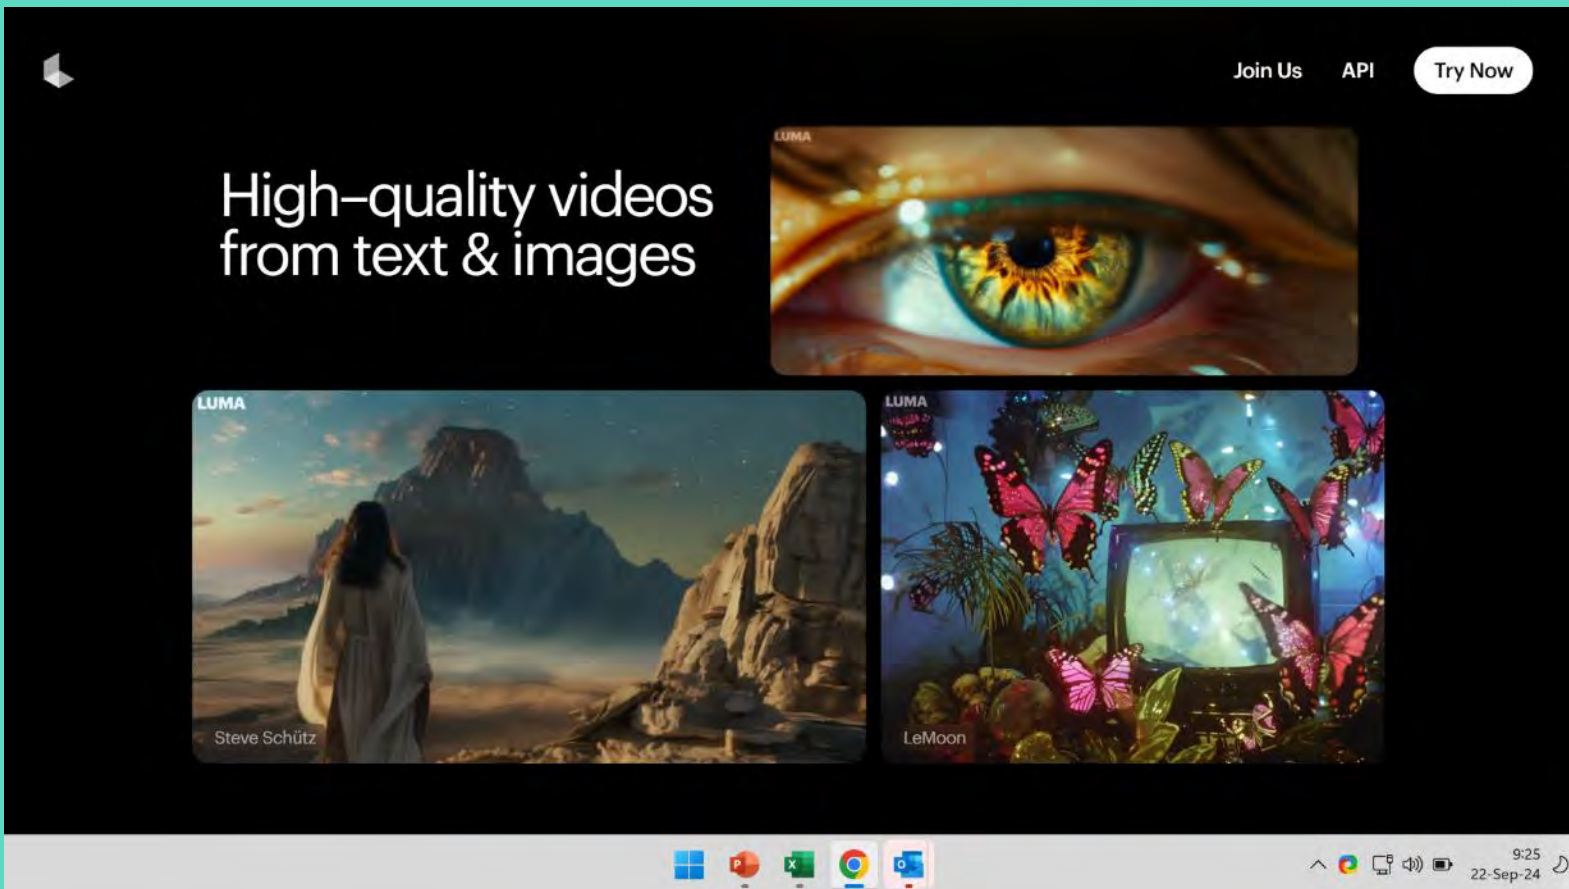 Join Us API Try Now
LUMA
High–quality videos
from text & images
LUMA
LUMA
Steve Schütz
LeMoon
9:25
22-Sep-24